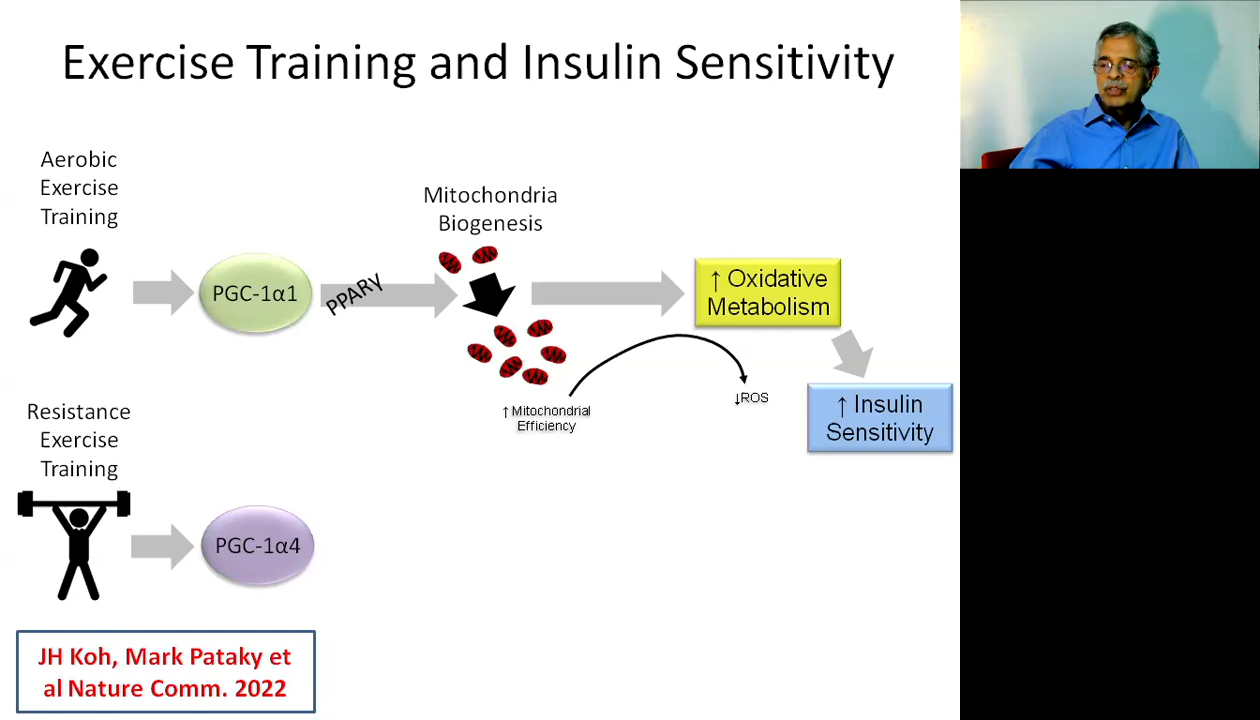 Exercise Training and Insulin Sensitivity
Aerobic
Exercise
Training
PGC-1α1
PPARγ
Mitochondria
Biogenesis
↑ Oxidative
Metabolism
↑ Mitochondrial
Efficiency
↓ROS
↑ Insulin
Sensitivity
Resistance
Exercise
Training
PGC-1α4
JH Koh, Mark Pataky et
al Nature Comm. 2022